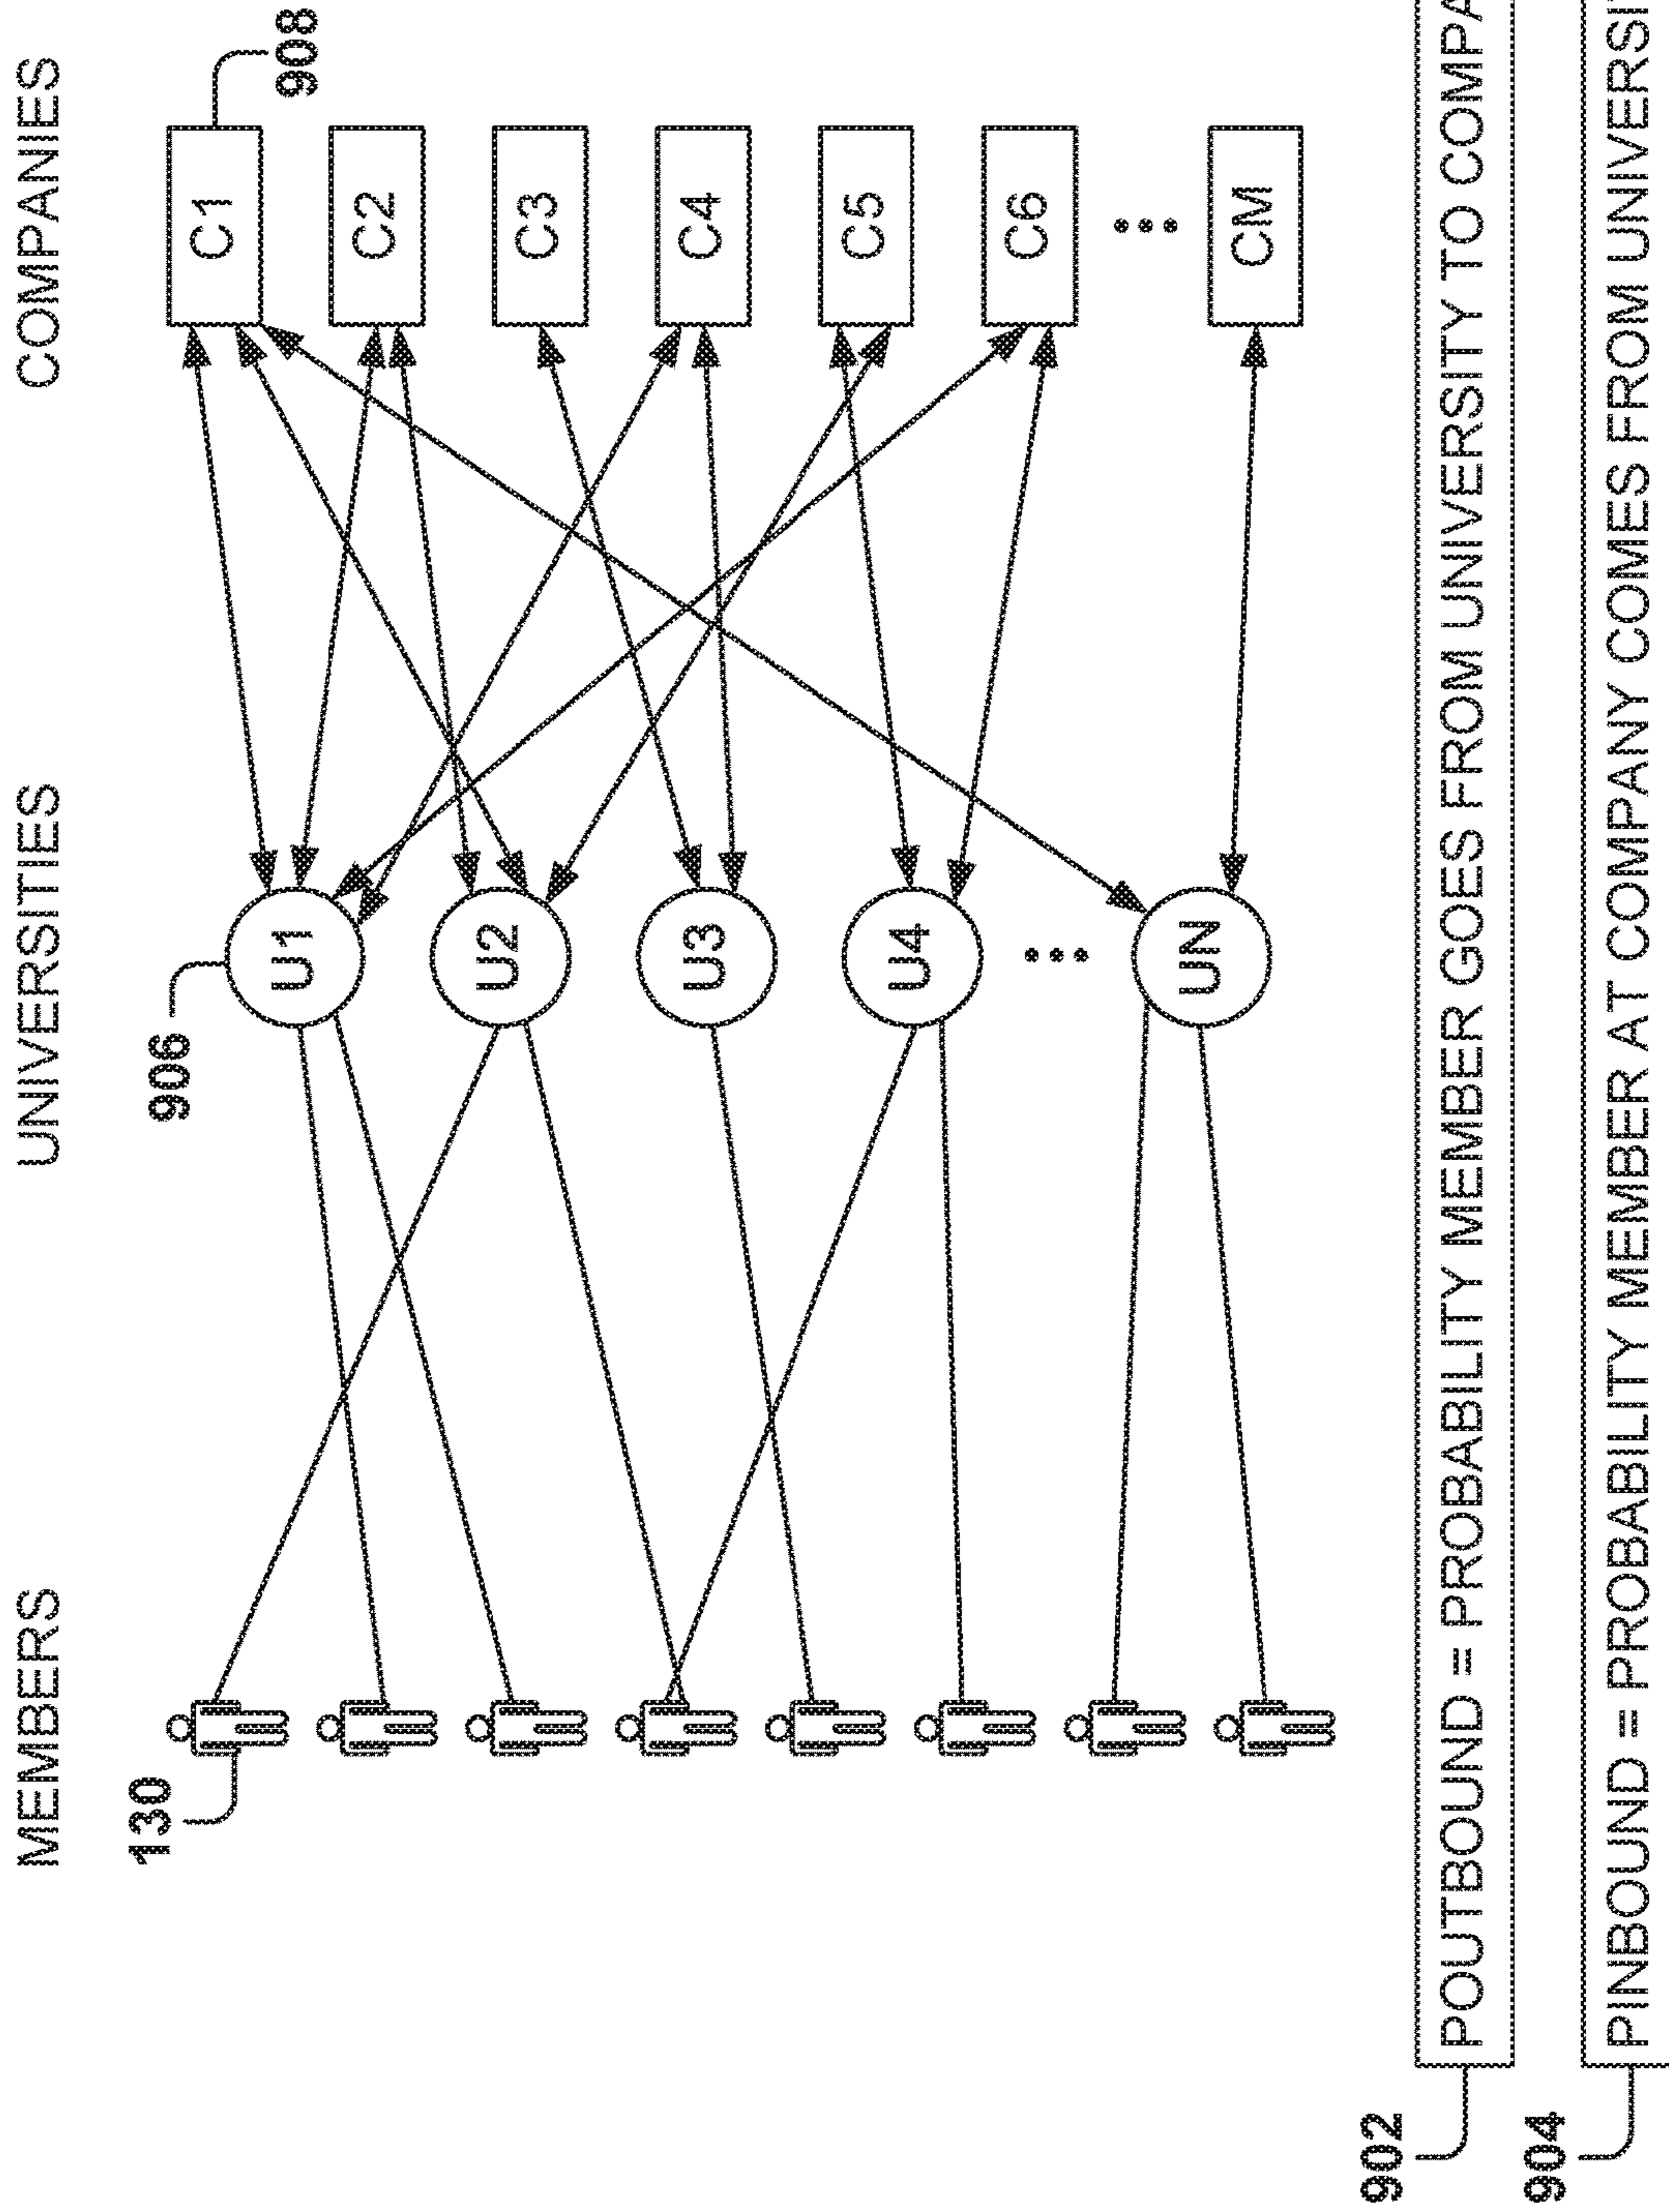 MEMBERS
UNIVERSITIES
COMPANIES
130
906
908
U1
U2
U3
U4
UN
C1
C2
C3
C4
C5
C6
CM
902
POUTBOUND = PROBABILITY MEMBER GOES FROM UNIVERSITY TO COMPA
904
PINBOUND = PROBABILITY MEMBER AT COMPANY COMES FROM UNIVERSIT